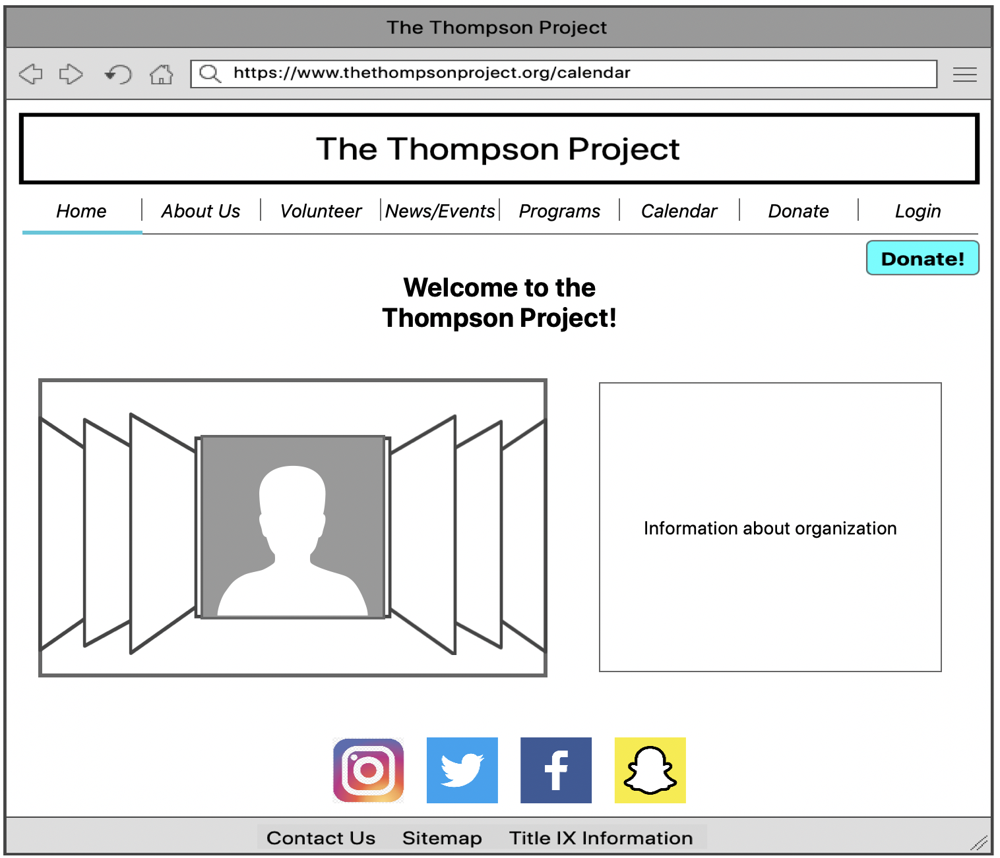 The Thompson Project
https://www.thethompsonproject.org/calendar
The Thompson Project
Home About Us Volunteer News/Events Programs Calendar Donate Login
Donate!
Welcome to the
Thompson Project!
Information about organization
Contact Us Sitemap Title IX Information